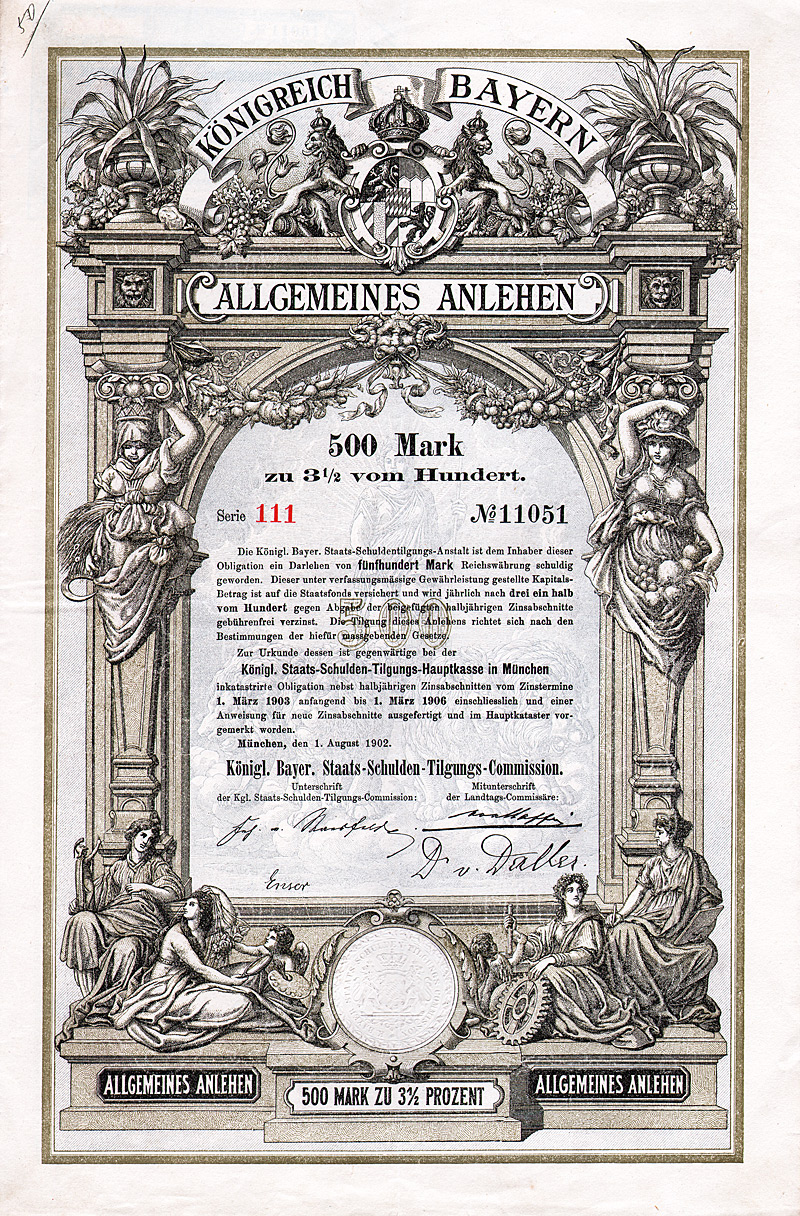 50
KÖNIGREICH BAYERN
ALLGEMEINES ANLEHEN
500 Mark
zu 3½ vom Hundert.
Serie 111 № 11051
Die Königl. Bayer. Staats-Schuldentilgungs-Anstalt ist dem Inhaber dieser
Obligation ein Darlehen von fünfhundert Mark Reichswährung schuldig
geworden. Dieser unter verfassungsmässige Gewährleistung gestellte Kapitals-
Betrag ist auf die Staatsfonds versichert und wird jährlich nach drei ein halb
vom Hundert gegen Abgabe der beigefügten halbjährigen Zinsabschnitte
gebührenfrei verzinst. Die Tilgung dieses Anlehens richtet sich nach den
Bestimmungen der hiefür massgebenden Gesetze.
500
Zur Urkunde dessen ist gegenwärtige bei der
Königl. Staats-Schulden-Tilgungs-Hauptkasse in München
inkatastrirte Obligation nebst halbjährigen Zinsabschnitten vom Zinstermine
1. März 1903 anfangend bis 1. März 1906 einschliesslich und einer
Anweisung für neue Zinsabschnitte ausgefertigt und im Hauptkataster vor-
gemerkt worden.
München, den 1. August 1902.
Königl. Bayer. Staats-Schulden-Tilgungs-Commission.
Unterschrift Mitunterschrift
der Kgl. Staats-Schulden-Tilgungs-Commission: der Landtags-Commissäre:
Dr. v. Daller.
Enser
ALLGEMEINES ANLEHEN
500 MARK ZU 3½ PROZENT
ALLGEMEINES ANLEHEN